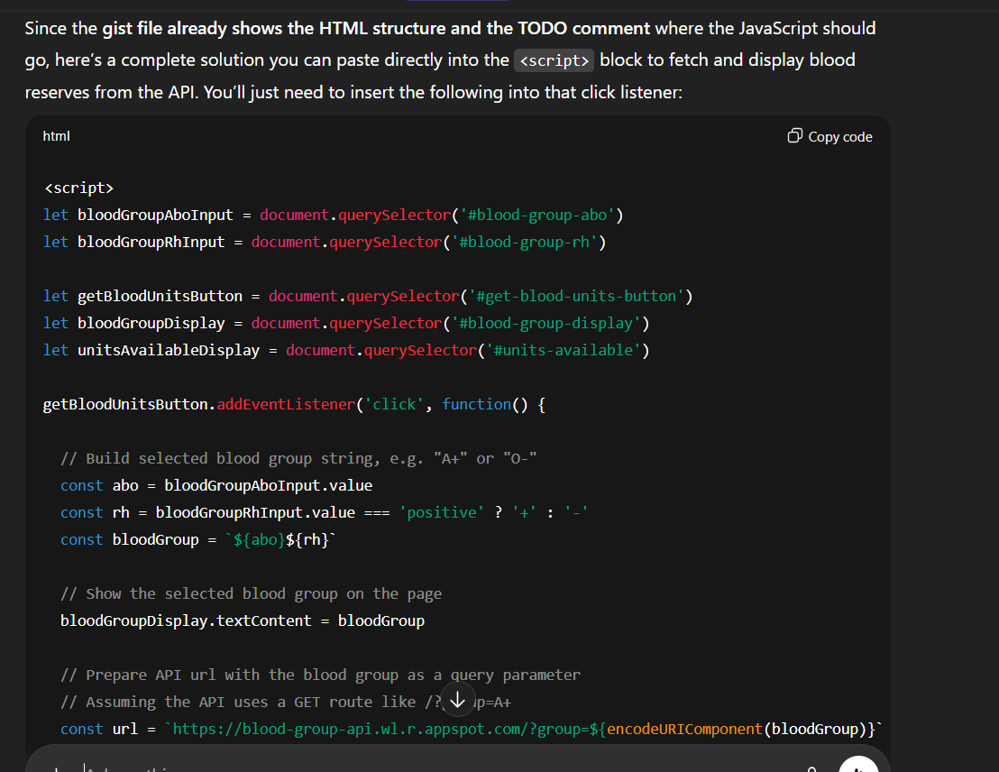 Since the gist file already shows the HTML structure and the TODO comment where the JavaScript should
go, here's a complete solution you can paste directly into the <script> block to fetch and display blood
reserves from the API. You'll just need to insert the following into that click listener:
html
Copy code
<script>
let bloodGroupAboInput = document.querySelector('#blood-group-abo')
let bloodGroupRhInput = document.querySelector('#blood-group-rh')
let getBloodUnitsButton = document.querySelector('#get-blood-units-button')
let bloodGroupDisplay = document.querySelector('#blood-group-display')
let unitsAvailableDisplay = document.querySelector('#units-available')
getBloodUnitsButton.addEventListener('click', function() {
// Build selected blood group string, e.g. "A+" or "O-"
const abo = bloodGroupAboInput.value
const rh = bloodGroupRhInput.value === 'positive' ? '+' : '-'
const bloodGroup = `${abo}${rh}`
// Show the selected blood group on the page
bloodGroupDisplay.textContent = bloodGroup
// Prepare API url with the blood group as a query parameter
// Assuming the API uses a GET route like p=A+
const url = `https://blood-group-api.wl.r.appspot.com/?group=${encodeURIComponent(bloodGroup)}`